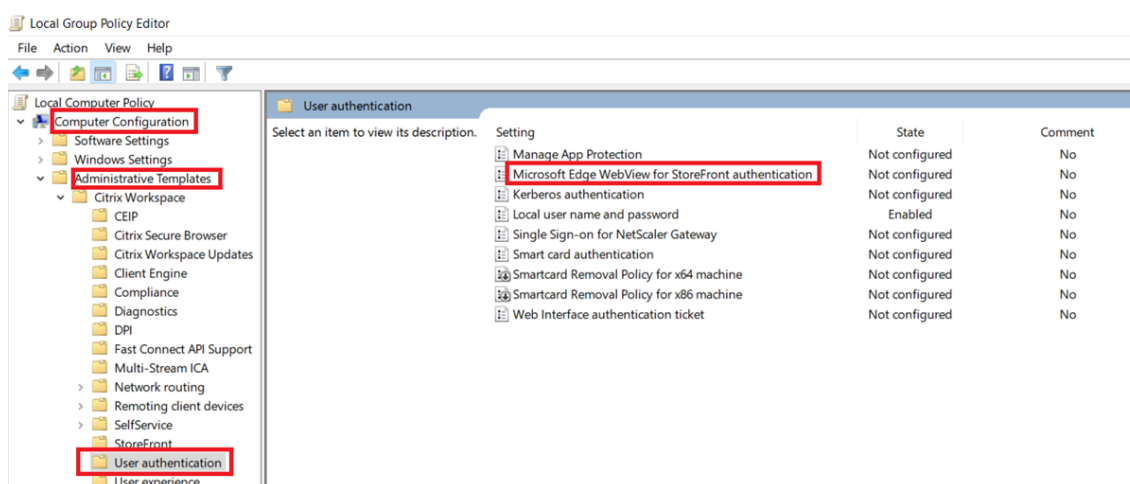 Local Group Policy Editor
File Action View Help
Local Computer Policy
Computer Configuration
Software Settings
Windows Settings
Administrative Templates
Citrix Workspace
CEIP
Citrix Secure Browser
Citrix Workspace Updates
Client Engine
Compliance
Diagnostics
DPI
Fast Connect API Support
Multi-Stream ICA
Network routing
Remoting client devices
SelfService
StoreFront
User authentication
User experience
User authentication
Select an item to view its description.
Setting State Comment
Manage App Protection Not configured No
Microsoft Edge WebView for StoreFront authentication Not configured No
Kerberos authentication Not configured No
Local user name and password Enabled No
Single Sign-on for NetScaler Gateway Not configured No
Smart card authentication Not configured No
Smartcard Removal Policy for x64 machine Not configured No
Smartcard Removal Policy for x86 machine Not configured No
Web Interface authentication ticket Not configured No